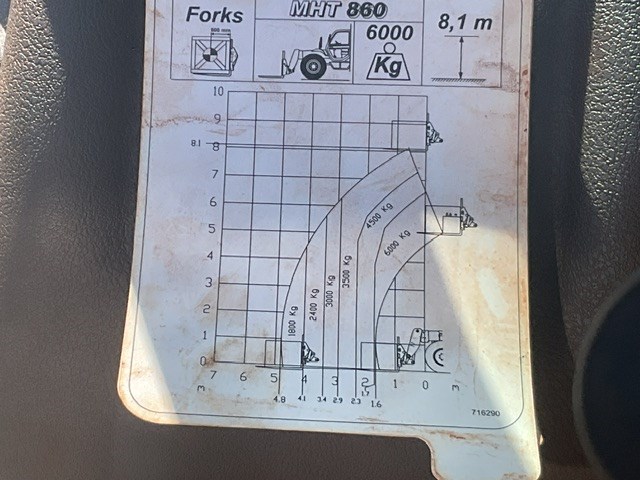 Forks
MHT 860
6000
Kg
8,1 m
10
9
8.1
8
7
6
5
4
3
2
1
0
1800 Kg
2400 Kg
3000 Kg
3500 Kg
4500 Kg
6000 Kg
m
7 6 5 4 3 2 1 0 m
4.8 4.1 3.4 2.9 2.3 1.7 1.6
716290